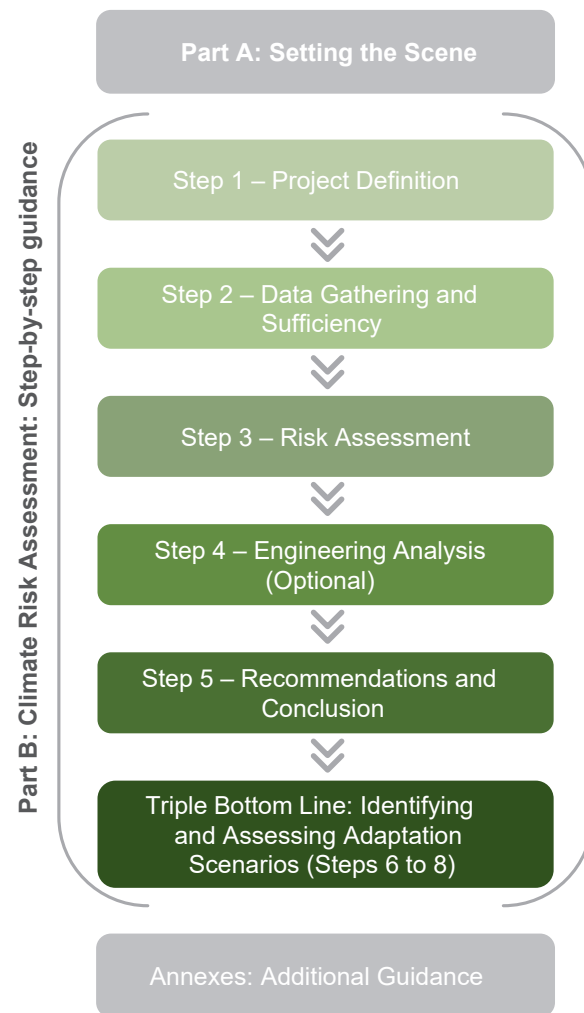 Part A: Setting the Scene
Part B: Climate Risk Assessment: Step-by-step guidance
Step 1 – Project Definition
Step 2 – Data Gathering and
Sufficiency
Step 3 – Risk Assessment
Step 4 – Engineering Analysis
(Optional)
Step 5 – Recommendations and
Conclusion
Triple Bottom Line: Identifying
and Assessing Adaptation
Scenarios (Steps 6 to 8)
Annexes: Additional Guidance